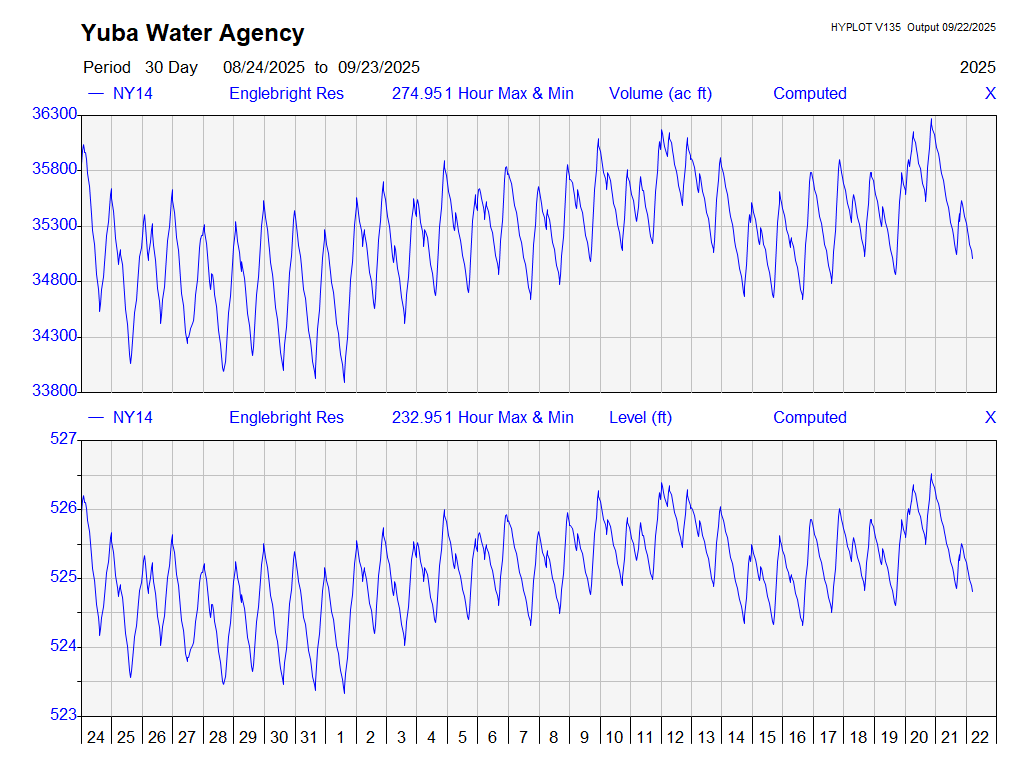 Yuba Water Agency
HYPLOT V135 Output 09/22/2025
Period 30 Day 08/24/2025 to 09/23/2025
2025
NY14 Englebright Res 274.951 Hour Max & Min Volume (ac ft) Computed X
36300
35800
35300
34800
34300
33800
NY14 Englebright Res 232.951 Hour Max & Min Level (ft) Computed X
527
526
525
524
523
24 25 26 27 28 29 30 31 1 2 3 4 5 6 7 8 9 10 11 12 13 14 15 16 17 18 19 20 21 22